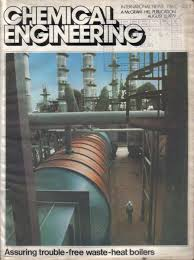 CHEMICAL
ENGINEERING
A McGRAW-HILL PUBLICATION
Assuring trouble-free waste-heat boilers